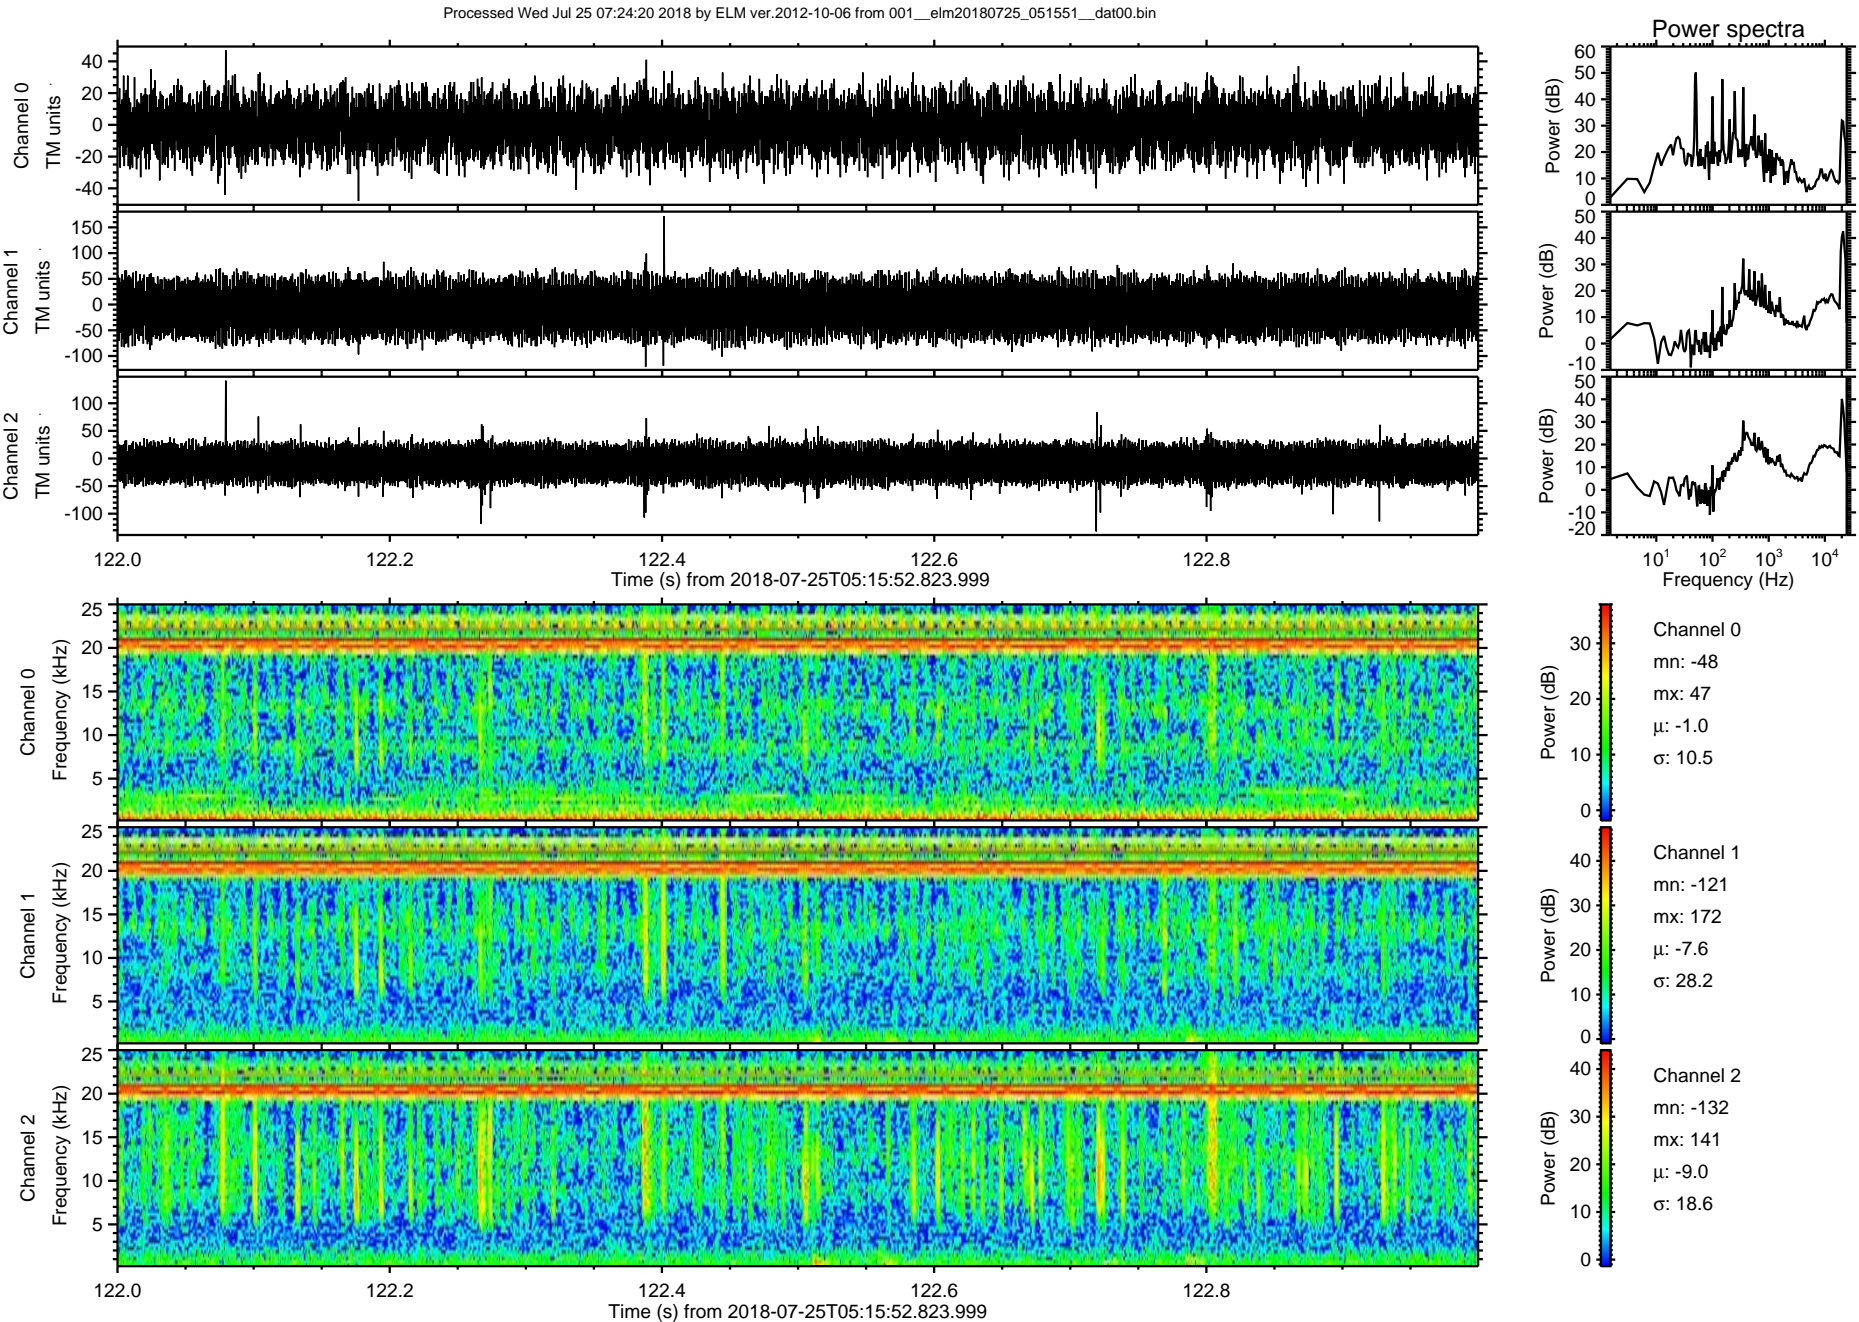 Processed Wed Jul 25 07:24:20 2018 by ELM ver.2012-10-06 from 001__elm20180725_051551__dat00.bin
Power spectra
Channel 0
TM units
40
20
0
-20
-40
Power (dB)
60
50
40
30
20
10
0
Channel 1
TM units
150
100
50
0
-50
-100
Power (dB)
50
40
30
20
10
0
-10
Channel 2
TM units
100
50
0
-50
-100
Power (dB)
50
40
30
20
10
0
-10
-20
122.0 122.2 122.4 122.6 122.8
Time (s) from 2018-07-25T05:15:52.823.999
10¹ 10² 10³ 10⁴
Frequency (Hz)
Channel 0
Frequency (kHz)
25
20
15
10
5
Power (dB)
30
20
10
0
Channel 0
mn: -48
mx: 47
μ: -1.0
σ: 10.5
Channel 1
Frequency (kHz)
25
20
15
10
5
Power (dB)
40
30
20
10
0
Channel 1
mn: -121
mx: 172
μ: -7.6
σ: 28.2
Channel 2
Frequency (kHz)
25
20
15
10
5
Power (dB)
40
30
20
10
0
Channel 2
mn: -132
mx: 141
μ: -9.0
σ: 18.6
122.0 122.2 122.4 122.6 122.8
Time (s) from 2018-07-25T05:15:52.823.999